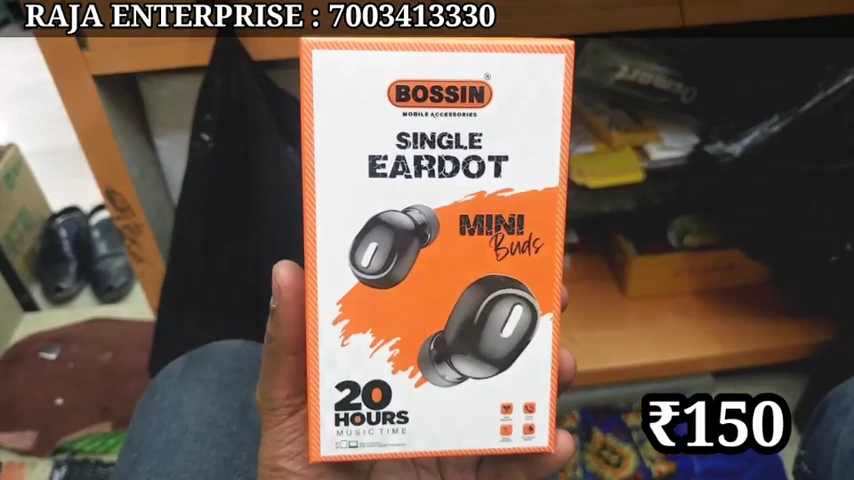 RAJA ENTERPRISE : 7003413330
BOSSIN®
MOBILE ACCESSORIES
SINGLE
EARDOT
MINI
Buds
20
HOURS
MUSIC TIME
₹150